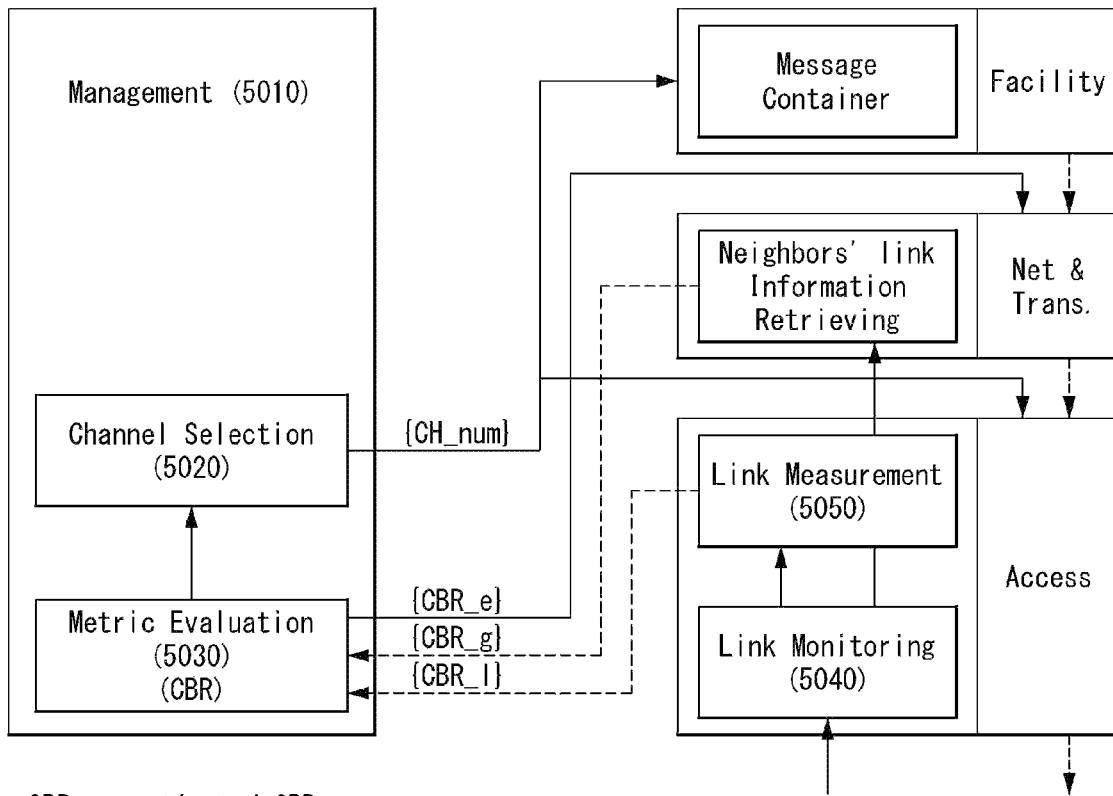 Management (5010)
Message
Container
Facility
Neighbors' link
Information
Retrieving
Net &
Trans.
Channel Selection
(5020)
{CH_num}
Link Measurement
(5050)
Access
Metric Evaluation
(5030)
(CBR)
{CBR_e}
{CBR_g}
{CBR_l}
Link Monitoring
(5040)